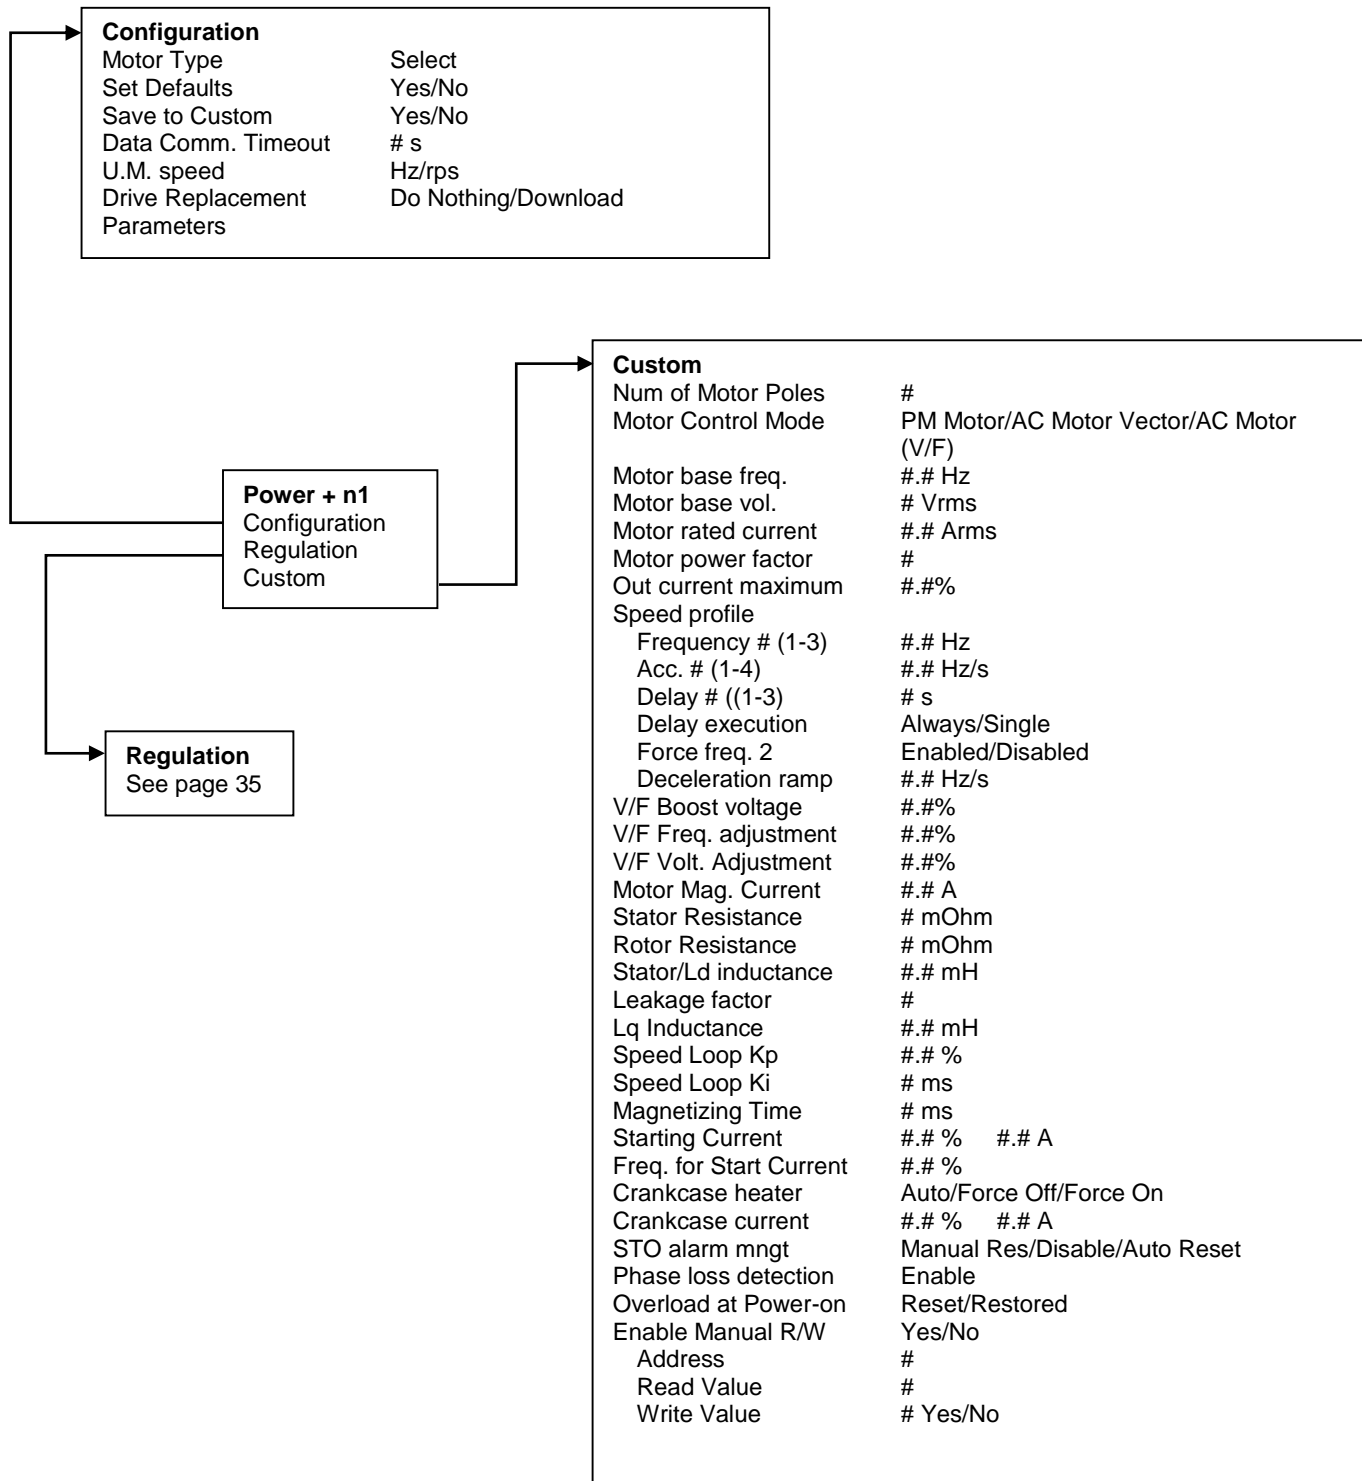 Configuration
Motor Type Select
Set Defaults Yes/No
Save to Custom Yes/No
Data Comm. Timeout # s
U.M. speed Hz/rps
Drive Replacement Do Nothing/Download
Parameters
Power + n1
Configuration
Regulation
Custom
Regulation
See page 35
Custom
Num of Motor Poles #
Motor Control Mode PM Motor/AC Motor Vector/AC Motor
(V/F)
Motor base freq. #.# Hz
Motor base vol. # Vrms
Motor rated current #.# Arms
Motor power factor #
Out current maximum #.#%
Speed profile
Frequency # (1-3) #.# Hz
Acc. # (1-4) #.# Hz/s
Delay # ((1-3) # s
Delay execution Always/Single
Force freq. 2 Enabled/Disabled
Deceleration ramp #.# Hz/s
V/F Boost voltage #.#%
V/F Freq. adjustment #.#%
V/F Volt. Adjustment #.#%
Motor Mag. Current #.# A
Stator Resistance # mOhm
Rotor Resistance # mOhm
Stator/Ld inductance #.# mH
Leakage factor #
Lq Inductance #.# mH
Speed Loop Kp #.# %
Speed Loop Ki # ms
Magnetizing Time # ms
Starting Current #.# % #.# A
Freq. for Start Current #.# %
Crankcase heater Auto/Force Off/Force On
Crankcase current #.# % #.# A
STO alarm mngt Manual Res/Disable/Auto Reset
Phase loss detection Enable
Overload at Power-on Reset/Restored
Enable Manual R/W Yes/No
Address #
Read Value #
Write Value # Yes/No